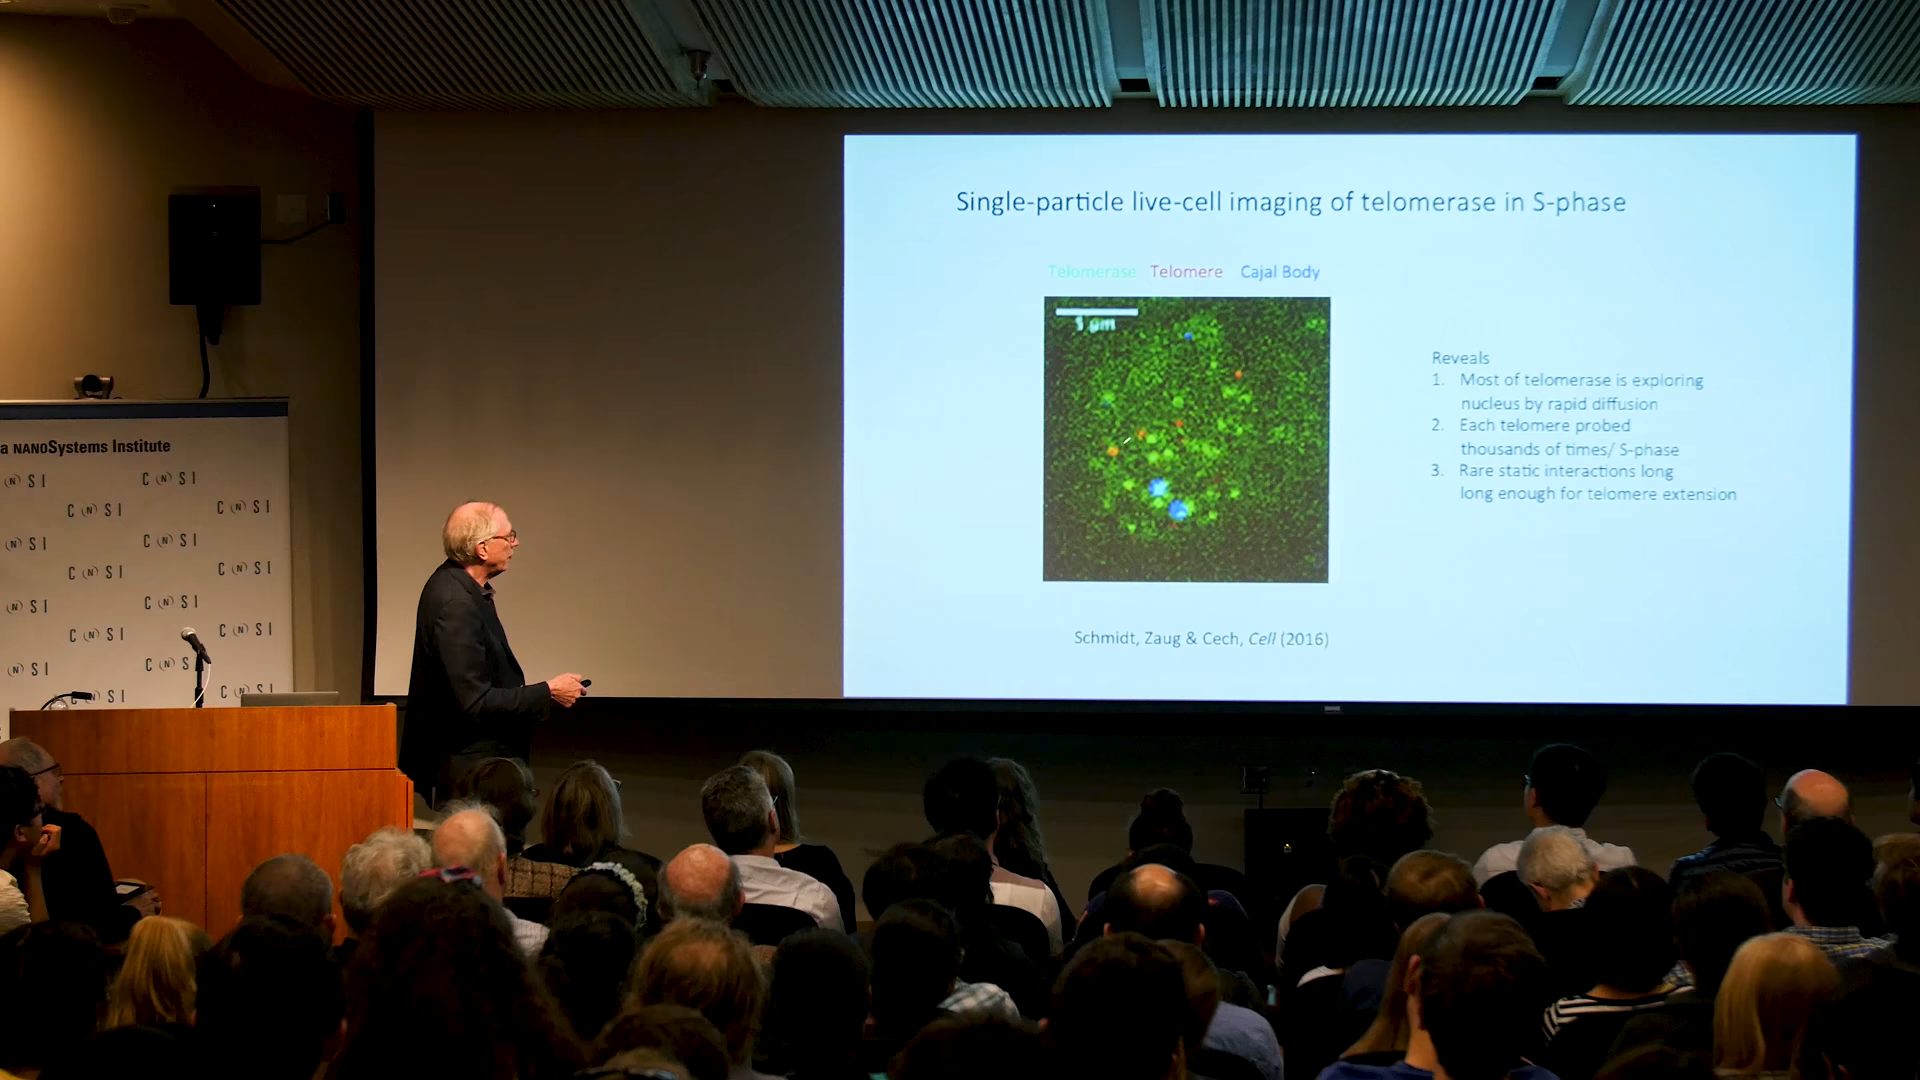 Single-particle live-cell imaging of telomerase in S-phase
Telomerase Telomere Cajal Body
5 µm
Reveals
1. Most of telomerase is exploring
nucleus by rapid diffusion
2. Each telomere probed
thousands of times/ S-phase
3. Rare static interactions long
long enough for telomere extension
Schmidt, Zaug & Cech, Cell (2016)
a NANOSystems Institute
(N) S I
C (N) S I
C (N) S I
C (N) S I
(N) S I
C (N) S I
C (N) S I
C (N) S I
(N) S I
C (N) S I
C (N) S I
C (N) S I
(N) S I
C (N) S
C (N) S I
C (N) S I